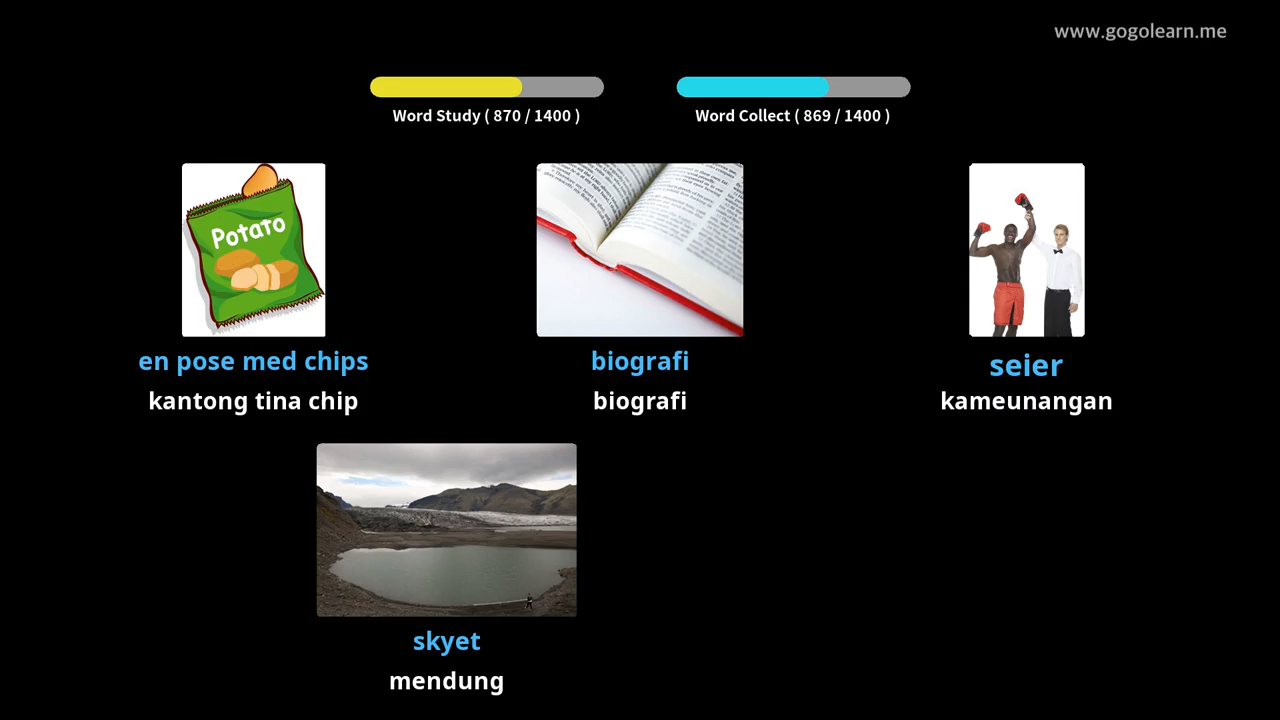 www.gogolearn.me
Word Study ( 870 / 1400 )
Word Collect ( 869 / 1400 )
Potato
en pose med chips
kantong tina chip
biografi
biografi
seier
kameunangan
skyet
mendung